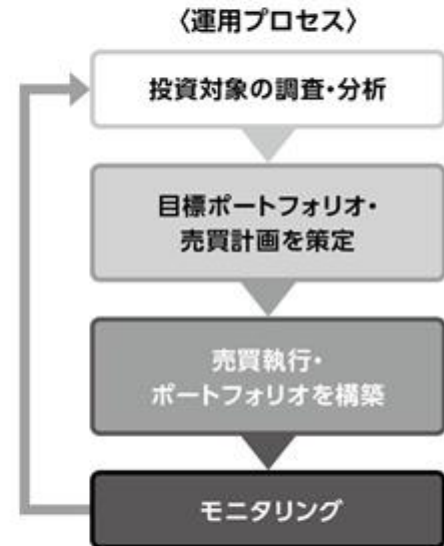 〈運用プロセス〉
投資対象の調査・分析
目標ポートフォリオ・
売買計画を策定
売買執行・
ポートフォリオを構築
モニタリング